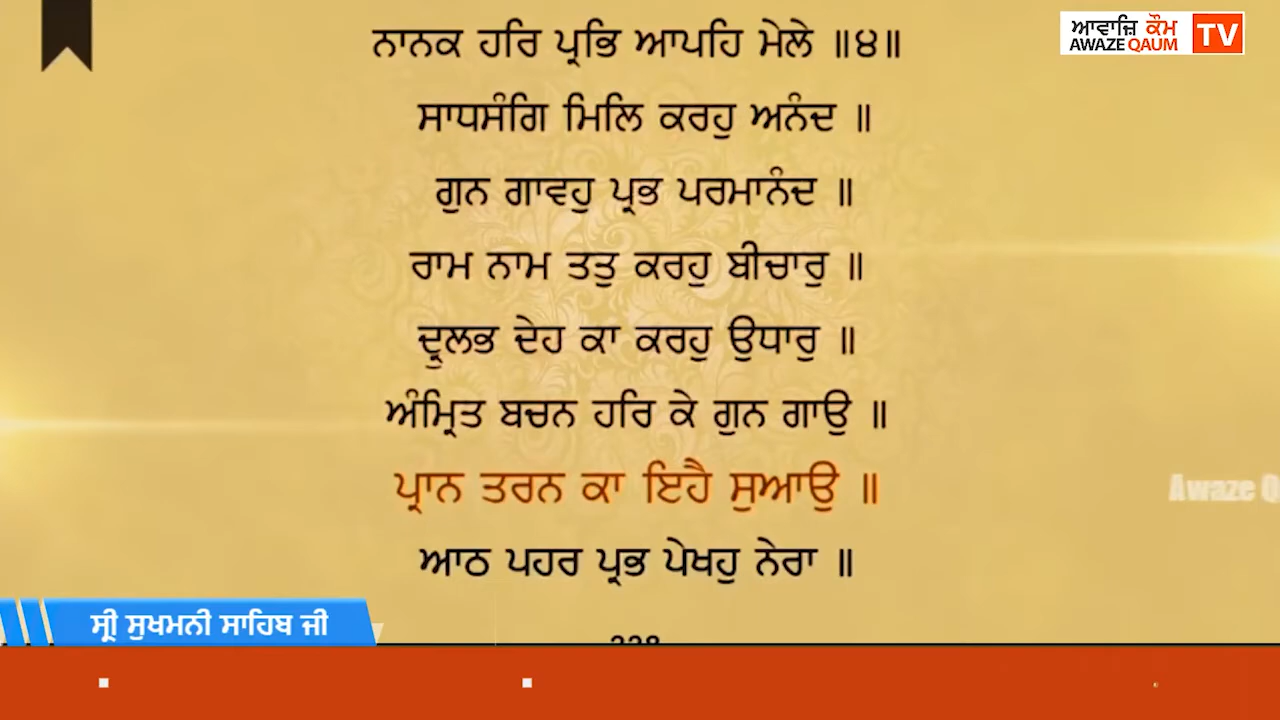 ਨਾਨਕ ਹਰਿ ਪ੍ਰਭਿ ਆਪਹਿ ਮੇਲੇ ॥੪॥
ਆਵਾਜ਼ਿ ਕੌਮ
AWAZE QAUM TV
ਸਾਧਸੰਗਿ ਮਿਲਿ ਕਰਹੁ ਅਨੰਦ ॥
ਗੁਨ ਗਾਵਹੁ ਪ੍ਰਭ ਪਰਮਾਨੰਦ ॥
ਰਾਮ ਨਾਮ ਤਤੁ ਕਰਹੁ ਬੀਚਾਰੁ ॥
ਦ੍ਰੁਲਭ ਦੇਹ ਕਾ ਕਰਹੁ ਉਧਾਰੁ ॥
ਅੰਮ੍ਰਿਤ ਬਚਨ ਹਰਿ ਕੇ ਗੁਨ ਗਾਉ ॥
ਪ੍ਰਾਨ ਤਰਨ ਕਾ ਇਹੈ ਸੁਆਉ ॥
Awaze Q
ਆਠ ਪਹਰ ਪ੍ਰਭ ਪੇਖਹੁ ਨੇਰਾ ॥
ਸ੍ਰੀ ਸੁਖਮਨੀ ਸਾਹਿਬ ਜੀ